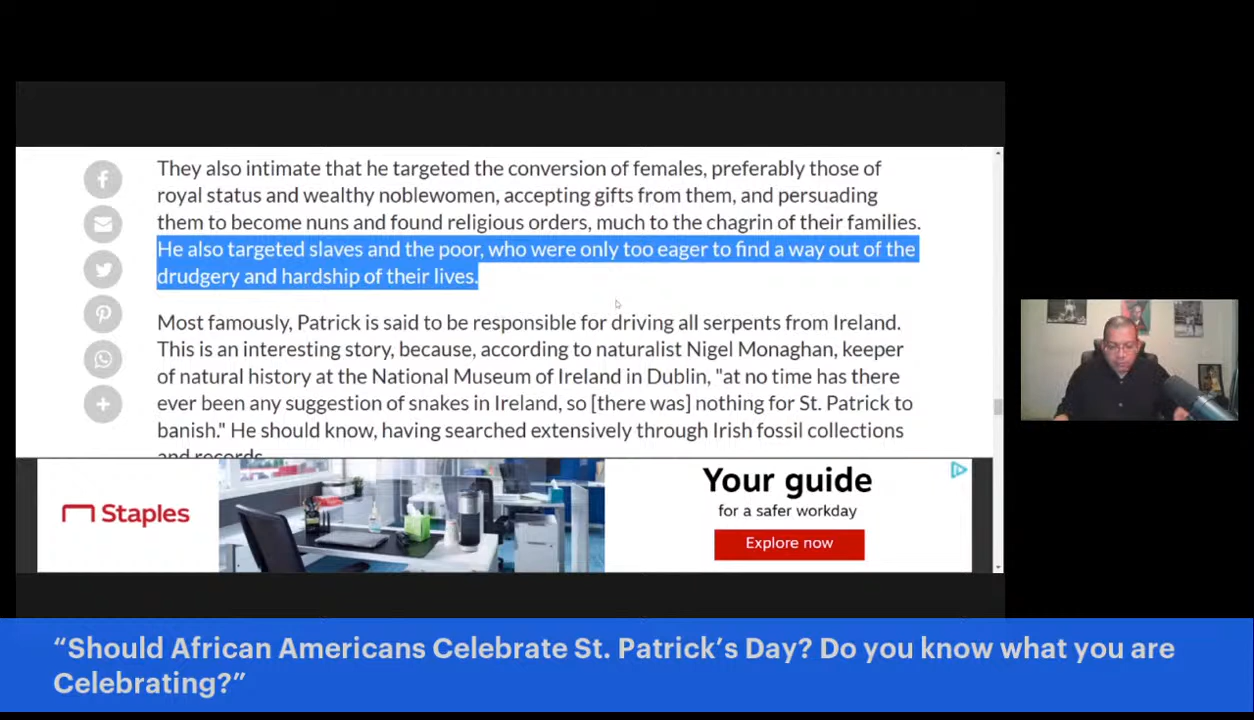 They also intimate that he targeted the conversion of females, preferably those of
royal status and wealthy noblewomen, accepting gifts from them, and persuading
them to become nuns and found religious orders, much to the chagrin of their families.
He also targeted slaves and the poor, who were only too eager to find a way out of the
drudgery and hardship of their lives.
Most famously, Patrick is said to be responsible for driving all serpents from Ireland.
This is an interesting story, because, according to naturalist Nigel Monaghan, keeper
of natural history at the National Museum of Ireland in Dublin, "at no time has there
ever been any suggestion of snakes in Ireland, so [there was] nothing for St. Patrick to
banish." He should know, having searched extensively through Irish fossil collections
and records.
Staples
Your guide
for a safer workday
Explore now
“Should African Americans Celebrate St. Patrick’s Day? Do you know what you are
Celebrating?”